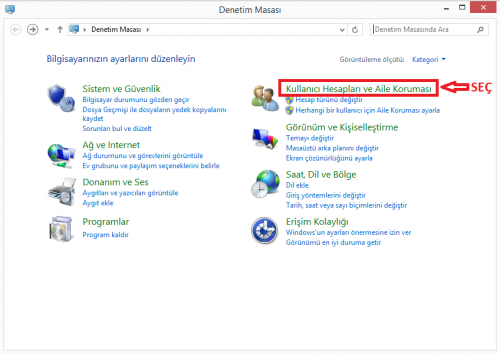 Denetim Masası
Denetim Masası
Denetim Masasında Ara
Bilgisayarınızın ayarlarını düzenleyin
Görüntüleme ölçütü: Kategori
Sistem ve Güvenlik
Bilgisayar durumunu gözden geçir
Dosya Geçmişi ile dosyaların yedek kopyalarını
kaydet
Sorunları bul ve düzelt
Ağ ve Internet
Ağ durumunu ve görevlerini görüntüle
Ev grubunu ve paylaşım seçeneklerini belirle
Donanım ve Ses
Aygıtları ve yazıcıları görüntüle
Aygıt ekle
Programlar
Program kaldır
Kullanıcı Hesapları ve Aile Koruması
SEÇ
Hesap türünü değiştir
Herhangi bir kullanıcı için Aile Koruması ayarla
Görünüm ve Kişiselleştirme
Temayı değiştir
Masaüstü arka planını değiştir
Ekran çözünürlüğünü ayarla
Saat, Dil ve Bölge
Dil ekle
Giriş yöntemlerini değiştir
Tarih, saat veya sayı biçimlerini değiştir
Erişim Kolaylığı
Windows'un ayarları önermesine izin ver
Görünümü en iyi duruma getir